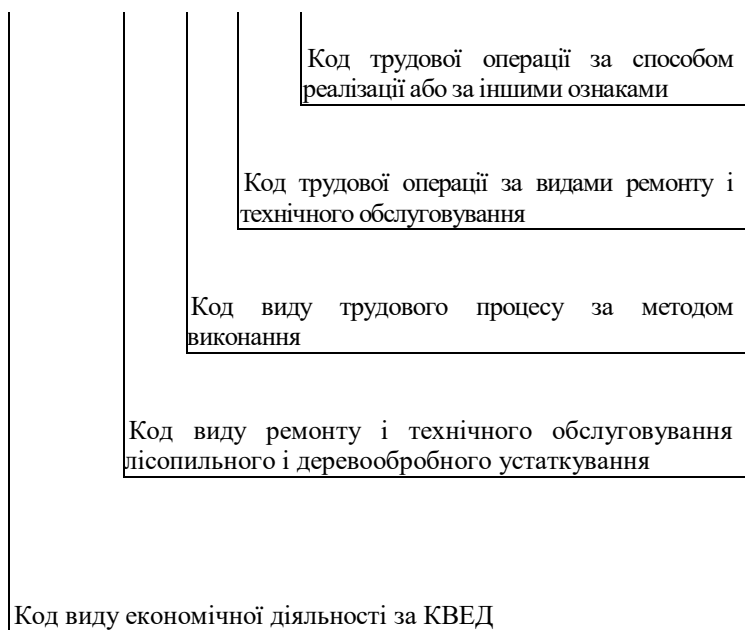 Код трудової операції за способом
реалізації або за іншими ознаками
Код трудової операції за видами ремонту і
технічного обслуговування
Код виду трудового процесу за методом
виконання
Код виду ремонту і технічного обслуговування
лісопильного і деревообробного устаткування
Код виду економічної діяльності за КВЕД